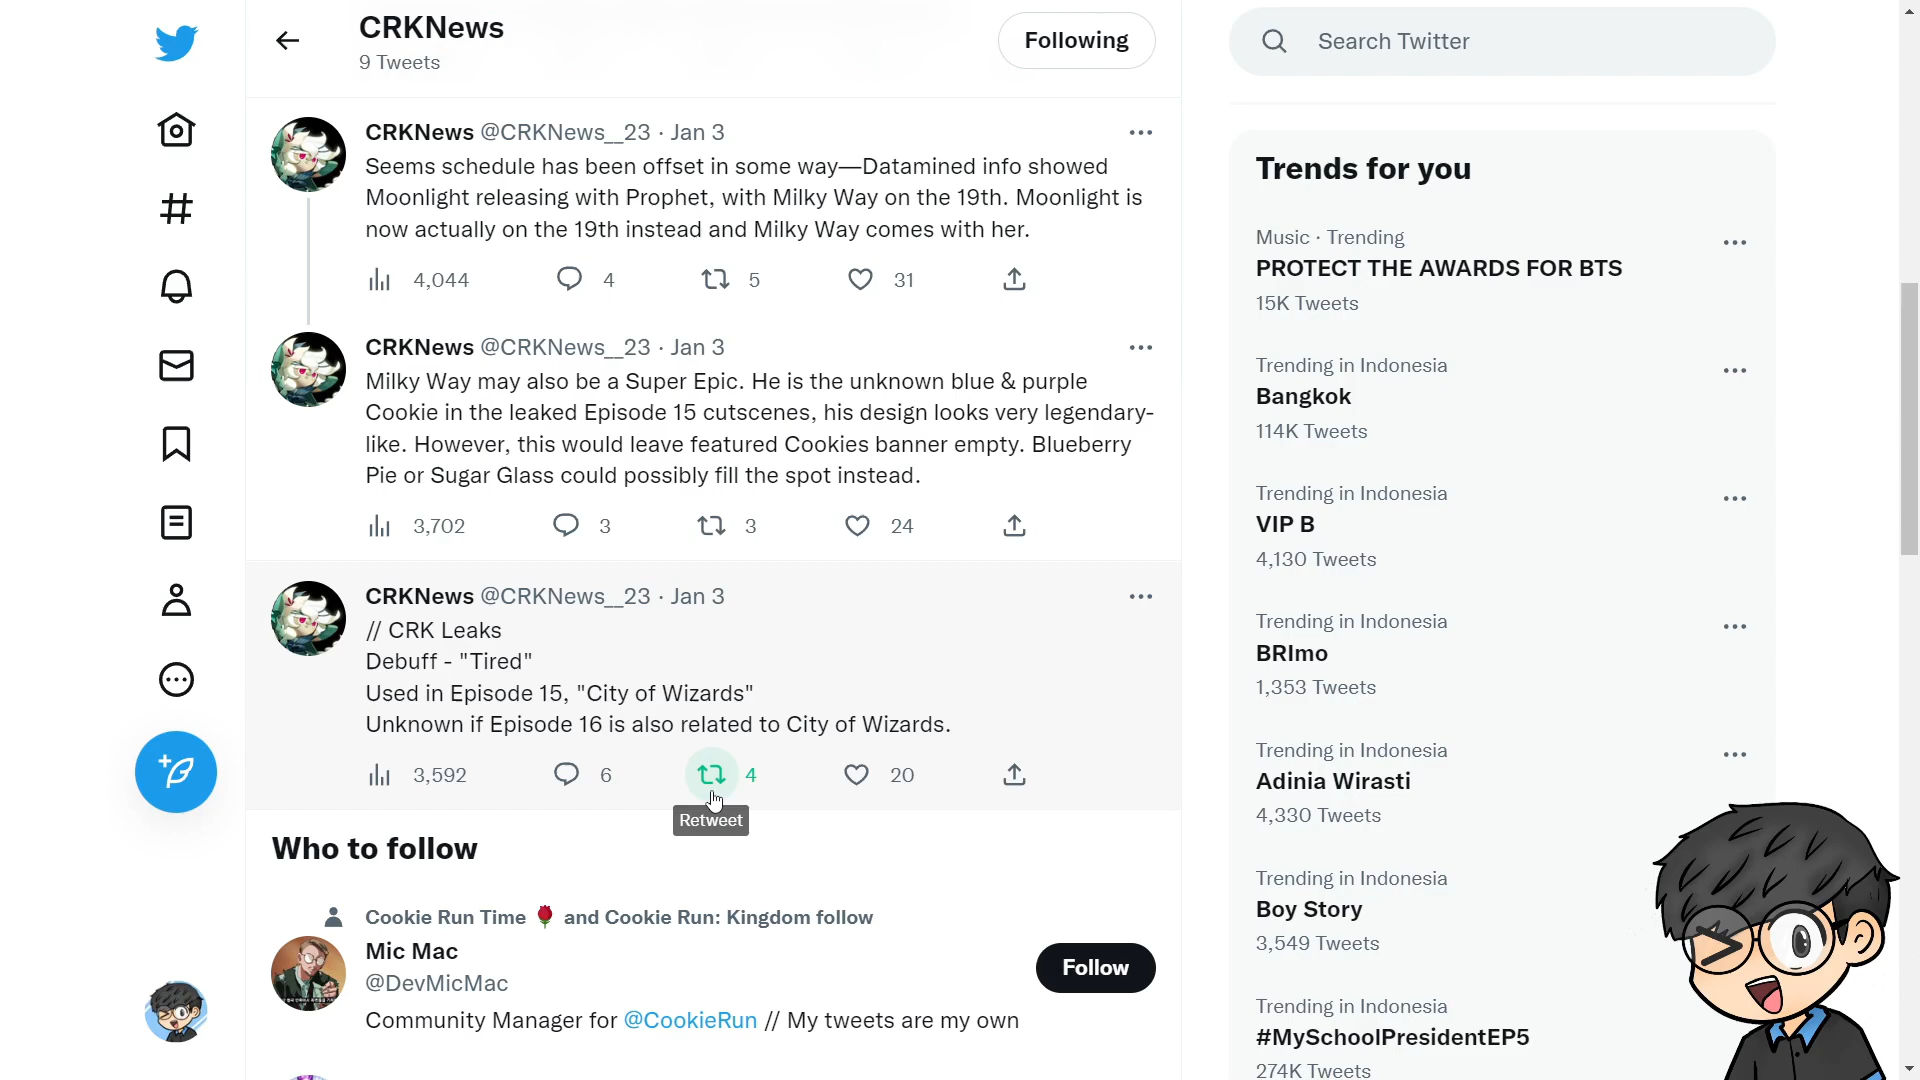 CRKNews
9 Tweets
Following
Search Twitter
CRKNews @CRKNews__23 · Jan 3
Seems schedule has been offset in some way—Datamined info showed
Moonlight releasing with Prophet, with Milky Way on the 19th. Moonlight is
now actually on the 19th instead and Milky Way comes with her.
4,044 4 5 31
CRKNews @CRKNews__23 · Jan 3
Milky Way may also be a Super Epic. He is the unknown blue & purple
Cookie in the leaked Episode 15 cutscenes, his design looks very legendary-
like. However, this would leave featured Cookies banner empty. Blueberry
Pie or Sugar Glass could possibly fill the spot instead.
3,702 3 3 24
CRKNews @CRKNews__23 · Jan 3
// CRK Leaks
Debuff - "Tired"
Used in Episode 15, "City of Wizards"
Unknown if Episode 16 is also related to City of Wizards.
3,592 6 4 20
Retweet
Who to follow
Cookie Run Time 🌹 and Cookie Run: Kingdom follow
Mic Mac
@DevMicMac
Follow
Community Manager for @CookieRun // My tweets are my own
Trends for you
Music · Trending
PROTECT THE AWARDS FOR BTS
15K Tweets
Trending in Indonesia
Bangkok
114K Tweets
Trending in Indonesia
VIP B
4,130 Tweets
Trending in Indonesia
BRImo
1,353 Tweets
Trending in Indonesia
Adinia Wirasti
4,330 Tweets
Trending in Indonesia
Boy Story
3,549 Tweets
Trending in Indonesia
#MySchoolPresidentEP5
274K Tweets